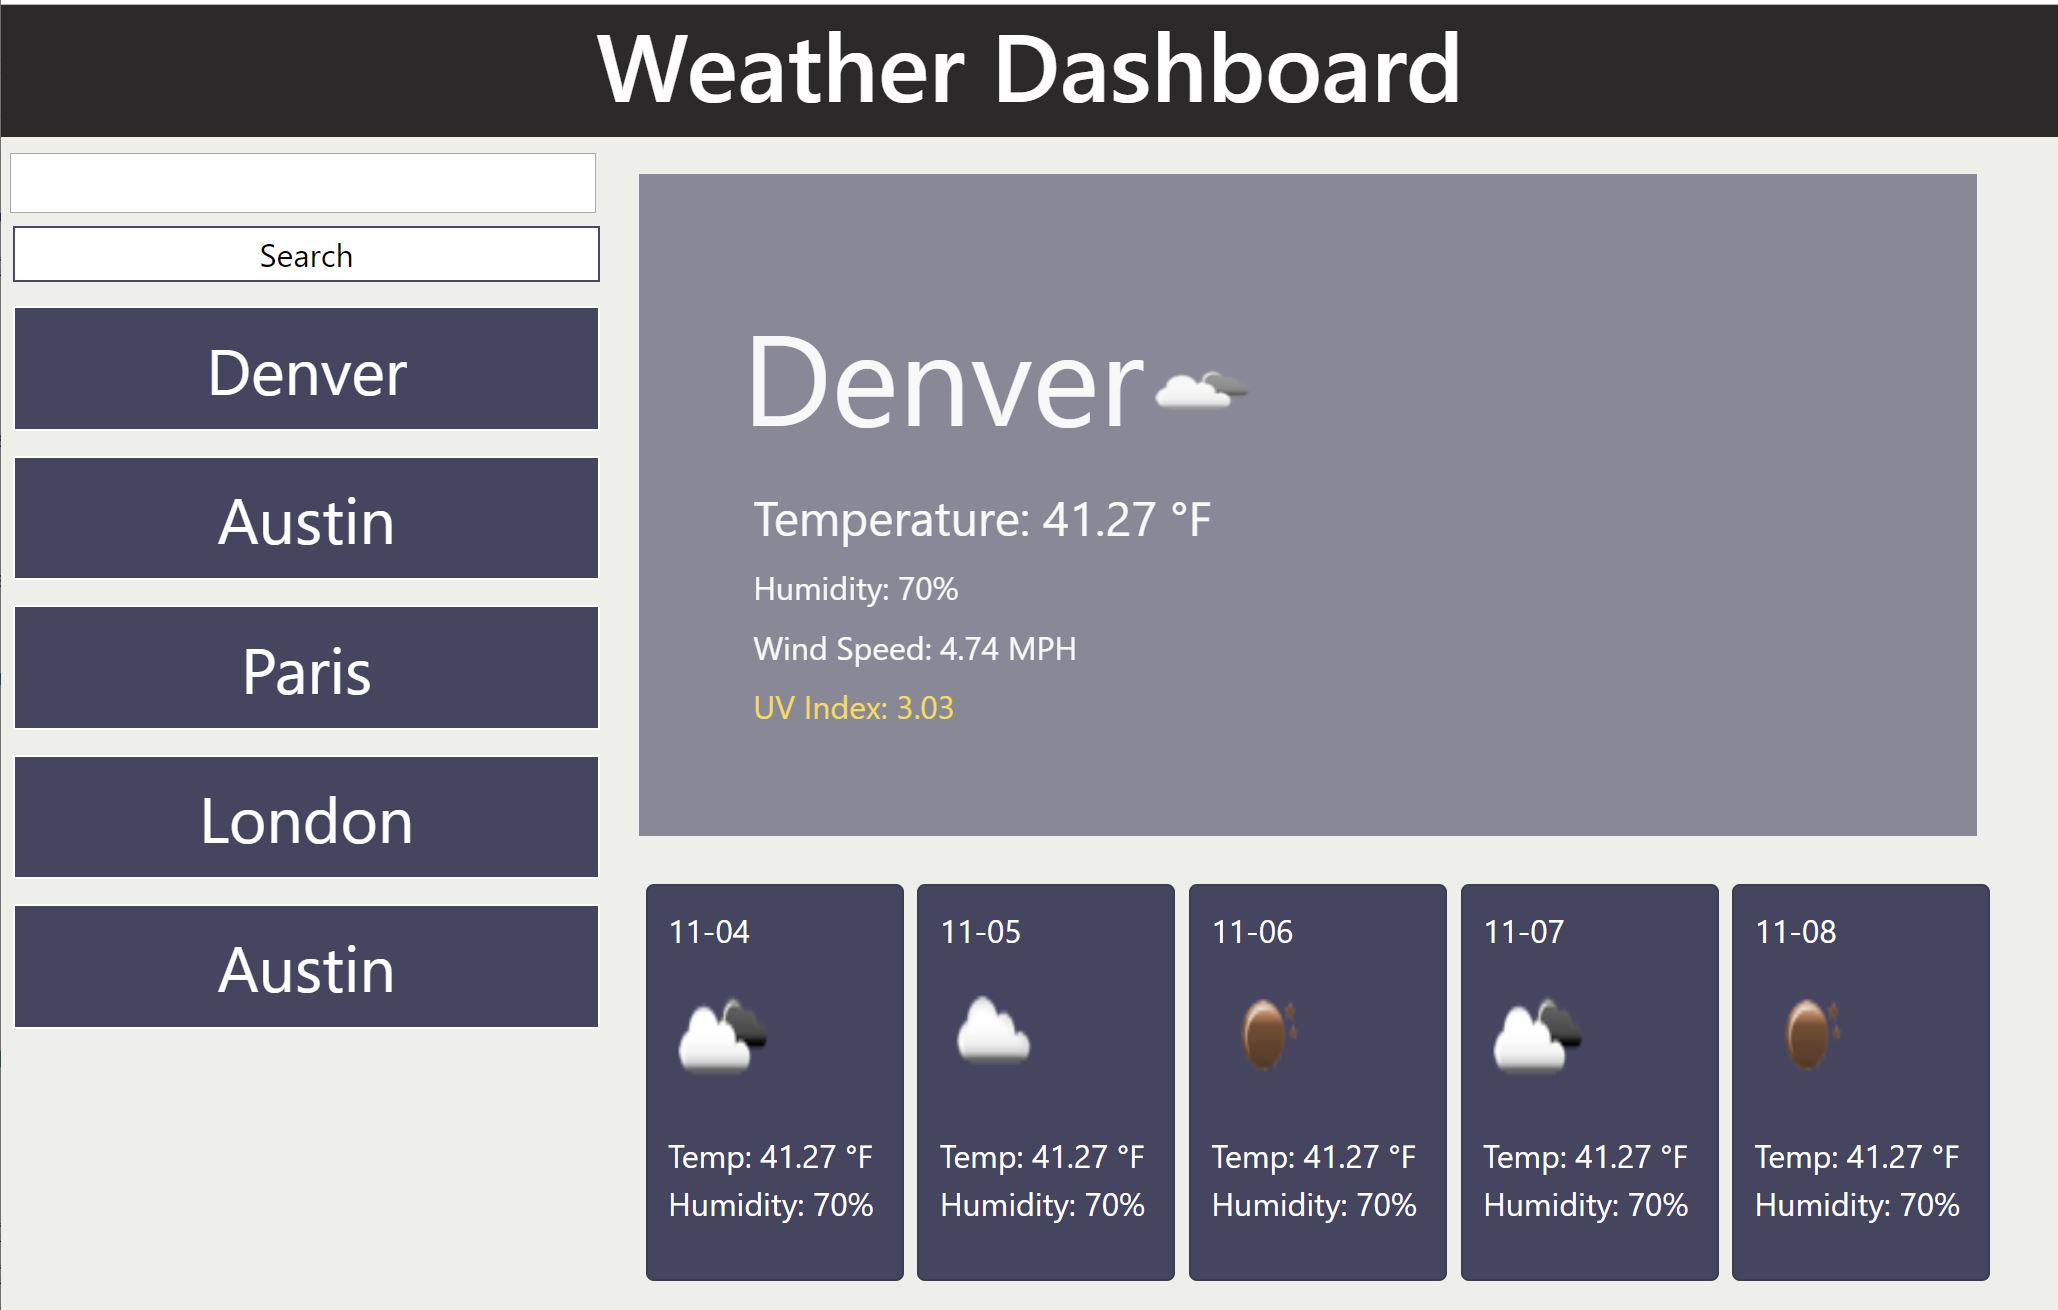 Weather Dashboard
Search
Denver
Austin
Paris
London
Austin
Denver
Temperature: 41.27 °F
Humidity: 70%
Wind Speed: 4.74 MPH
UV Index: 3.03
11-04
Temp: 41.27 °F
Humidity: 70%
11-05
Temp: 41.27 °F
Humidity: 70%
11-06
Temp: 41.27 °F
Humidity: 70%
11-07
Temp: 41.27 °F
Humidity: 70%
11-08
Temp: 41.27 °F
Humidity: 70%